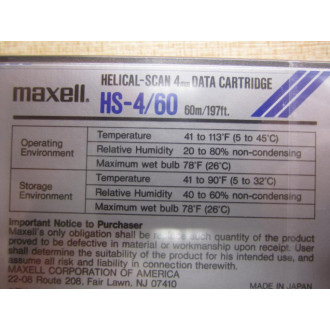 HELICAL-SCAN 4mm DATA CARTRIDGE
maxell. HS-4/60 60m/197ft.
Operating Environment Temperature 41 to 113°F (5 to 45°C)
Relative Humidity 20 to 80% non-condensing
Maximum wet bulb 78°F (26°C)
Storage Environment Temperature 41 to 90°F (5 to 32°C)
Relative Humidity 40 to 60% non-condensing
Maximum wet bulb 78°F (26°C)
Important Notice to Purchaser
Maxell's only obligation shall be to such quantity of the product
proved to be defective in material or workmanship upon receipt. User
shall determine the suitability of the product for his intended use, and
assume all risk and liability in connection therewith.
MAXELL CORPORATION OF AMERICA
22-08 Route 208, Fair Lawn, NJ 07410
MADE IN JAPAN